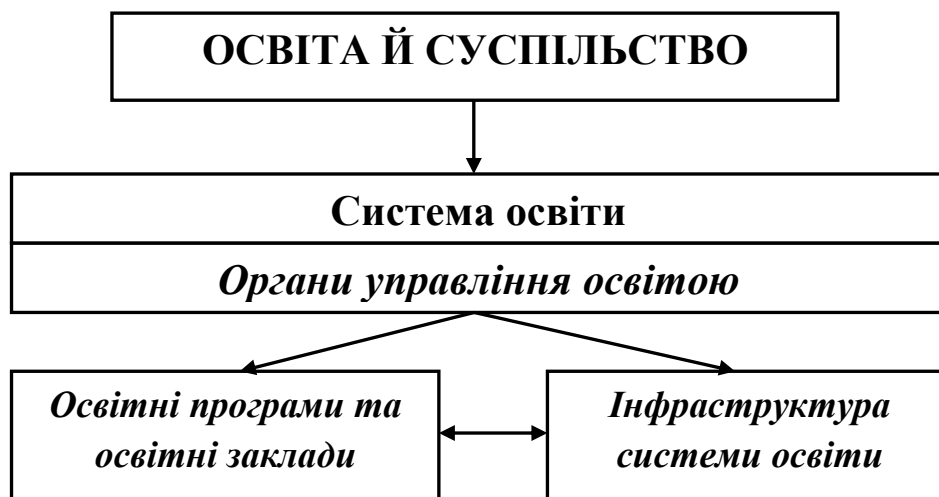 ОСВІТА Й СУСПІЛЬСТВО
Система освіти
Органи управління освітою
Освітні програми та
освітні заклади
Інфраструктура
системи освіти